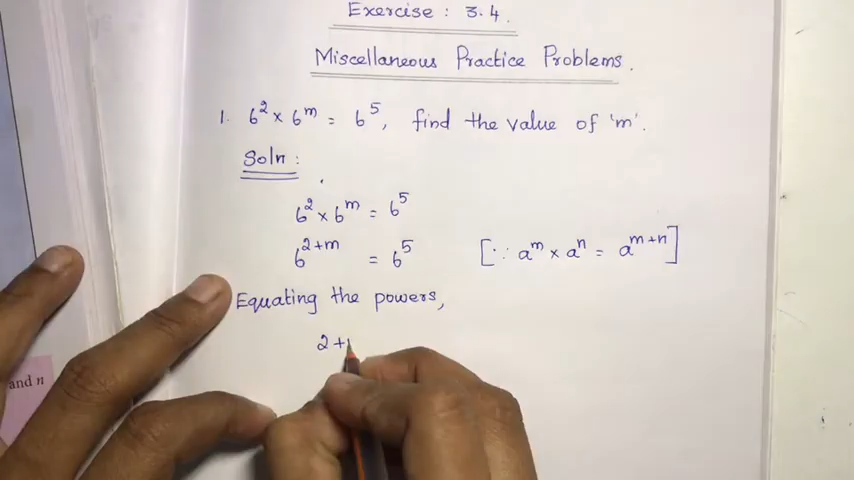 Exercise : 3.4.
Miscellaneous Practice Problems.
1. 6² × 6ᵐ = 6⁵, find the value of 'm'.
Soln :
6² × 6ᵐ = 6⁵
6²⁺ᵐ = 6⁵ [∵ aᵐ × aⁿ = aᵐ⁺ⁿ]
Equating the powers,
2 +
and n